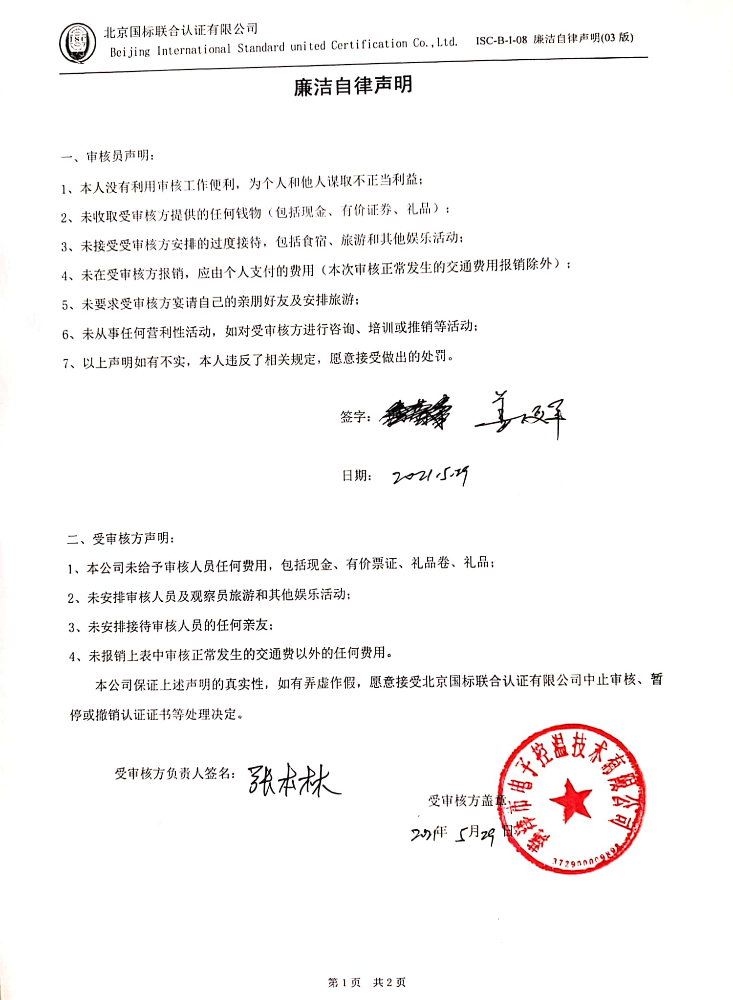 北京国标联合认证有限公司
Beijing International Standard united Certification Co.,Ltd. ISC-B-I-08 廉洁自律声明(03 版)
ISC
廉洁自律声明
一、审核员声明：
1、本人没有利用审核工作便利，为个人和他人谋取不正当利益；
2、未收取受审核方提供的任何钱物（包括现金、有价证券、礼品）；
3、未接受受审核方安排的过度接待，包括食宿、旅游和其他娱乐活动；
4、未在受审核方报销，应由个人支付的费用（本次审核正常发生的交通费用报销除外）；
5、未要求受审核方宴请自己的亲朋好友及安排旅游；
6、未从事任何营利性活动，如对受审核方进行咨询、培训或推销等活动；
7、以上声明如有不实，本人违反了相关规定，愿意接受做出的处罚。
签字：
日期： 2021.5.29
二、受审核方声明：
1、本公司未给予审核人员任何费用，包括现金、有价票证、礼品卷、礼品；
2、未安排审核人员及观察员旅游和其他娱乐活动；
3、未安排接待审核人员的任何亲友；
4、未报销上表中审核正常发生的交通费以外的任何费用。
本公司保证上述声明的真实性，如有弄虚作假，愿意接受北京国标联合认证有限公司中止审核、暂
停或撤销认证证书等处理决定。
受审核方负责人签名： 张本林
受审核方盖章
2021年 5月29日
市电子控温技术有限公司
第 1 页 共 2 页